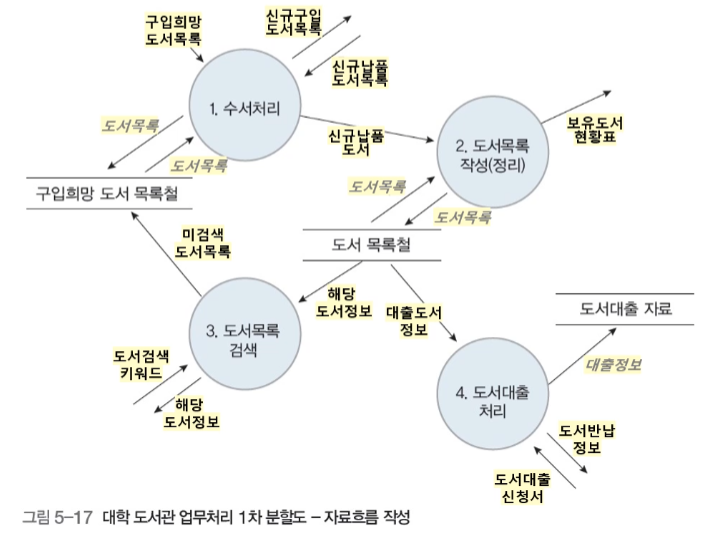 구입희망
도서목록
신규구입
도서목록
신규납품
도서목록
1. 수서처리
도서목록
도서목록
신규납품
도서
2. 도서목록
작성(정리)
보유도서
현황표
구입희망 도서 목록철
도서목록
도서목록
미검색
도서목록
도서 목록철
해당
도서정보
대출도서
정보
도서대출 자료
3. 도서목록
검색
도서검색
키워드
해당
도서정보
4. 도서대출
처리
대출정보
도서반납
정보
도서대출
신청서
그림 5-17 대학 도서관 업무처리 1차 분할도 – 자료흐름 작성